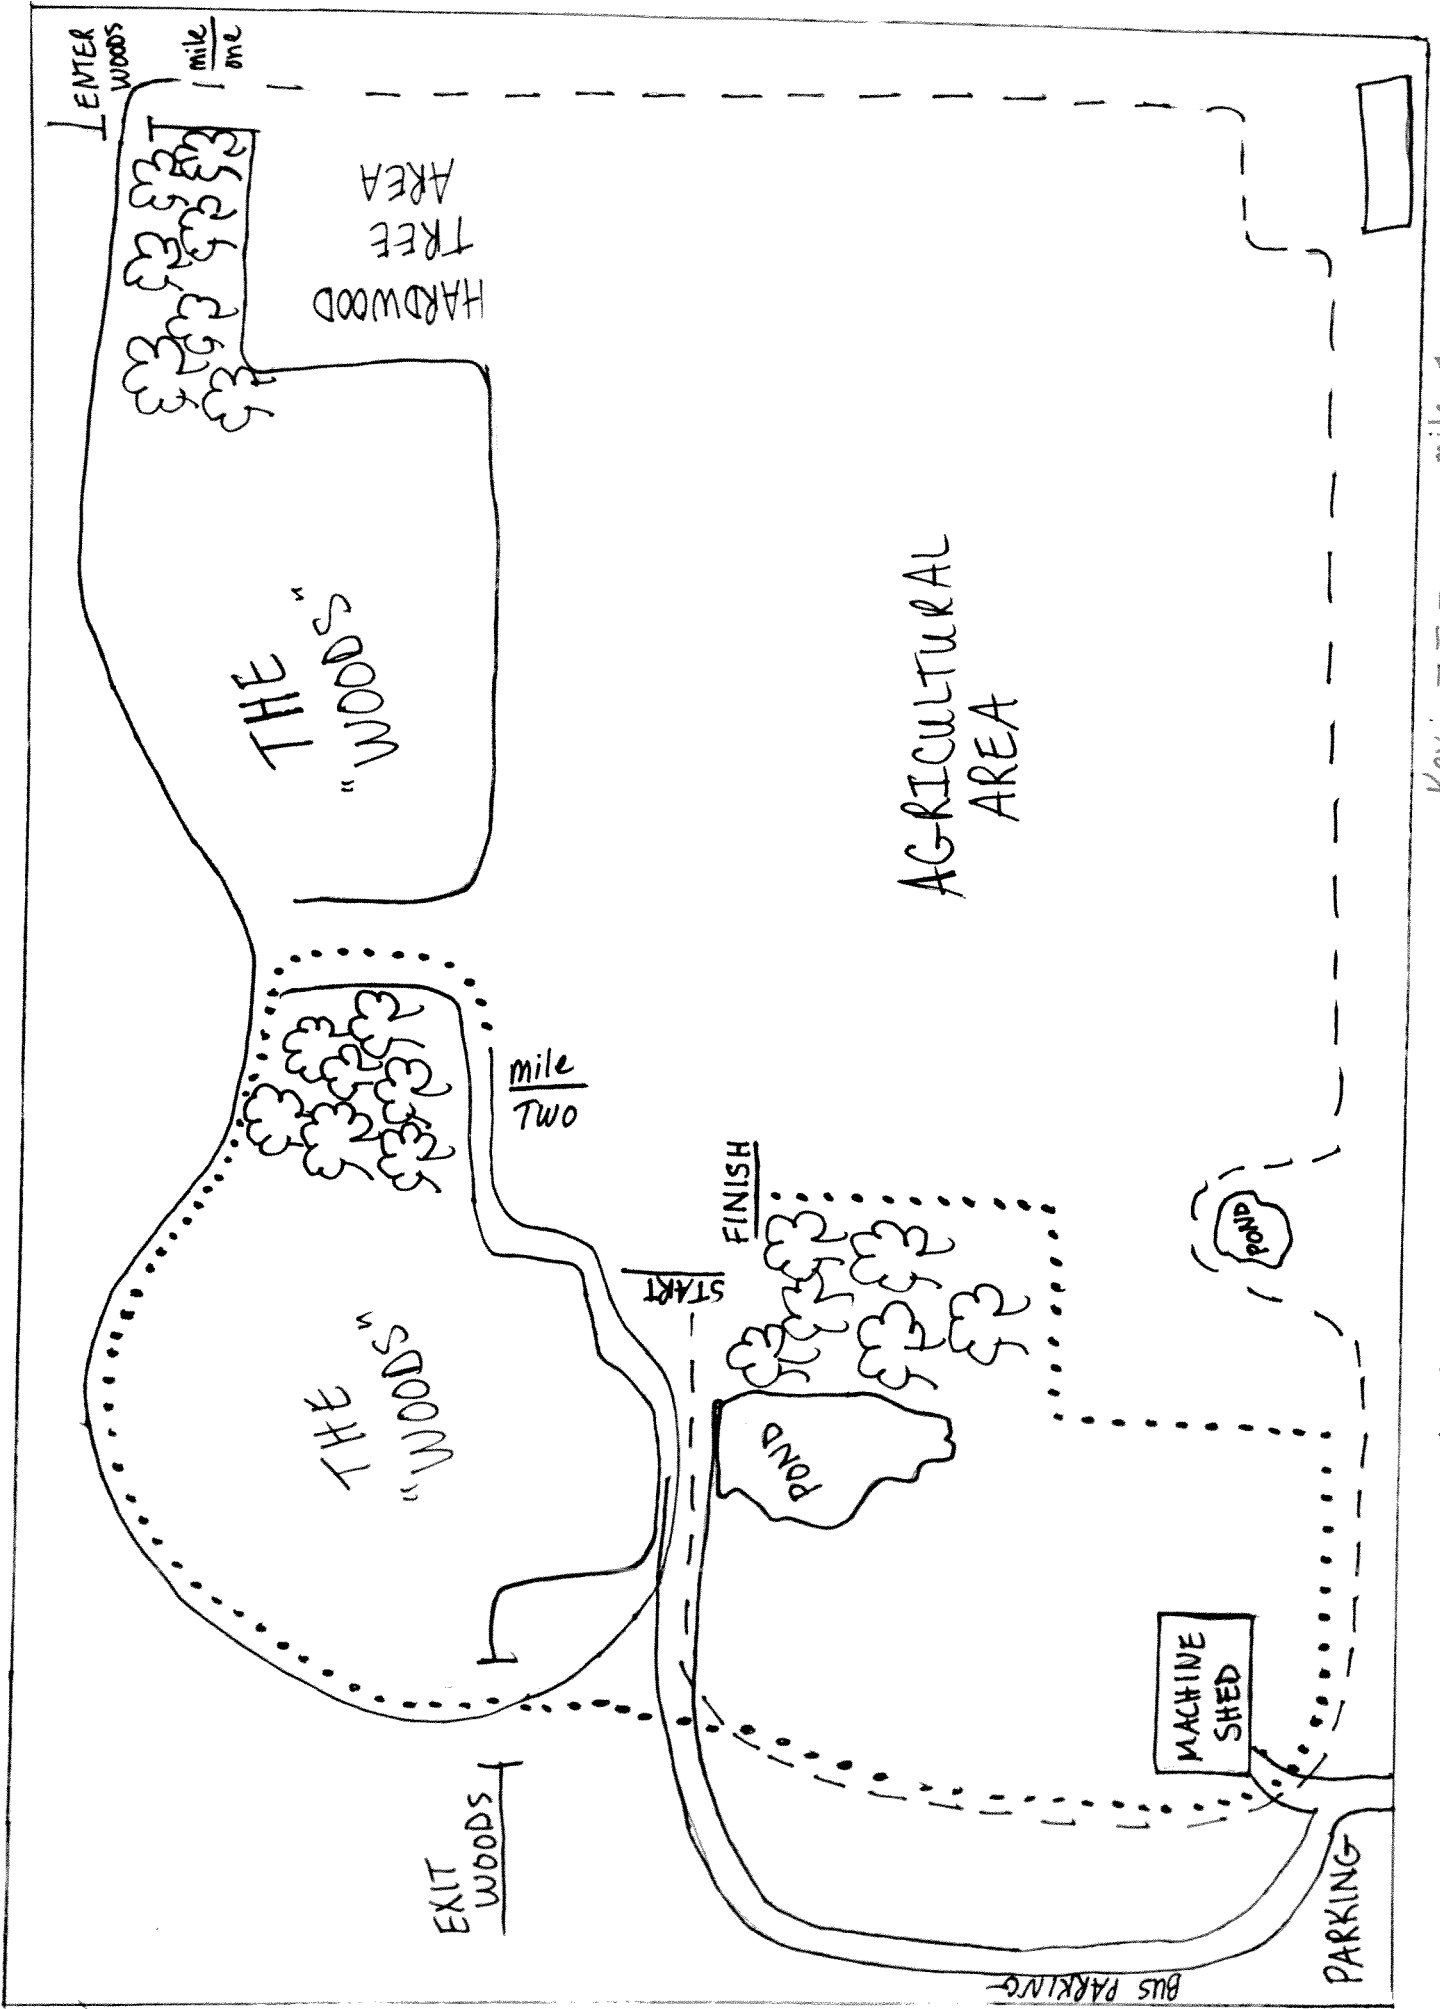 ENTER
WOODS
mile
one
HARDWOOD
TREE
AREA
THE
"WOODS"
AGRICULTURAL
AREA
mile
TWO
FINISH
START
POND
POND
THE
"WOODS"
MACHINE
SHED
EXIT
WOODS
BUS PARKING
PARKING